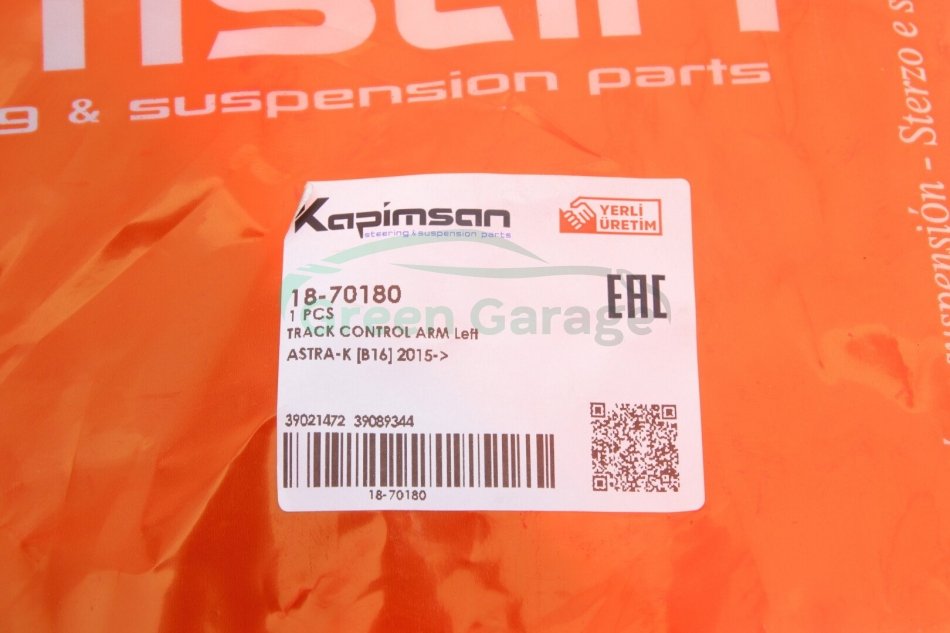 g & suspension parts
Kapimsan
steering & suspension parts
YERLİ
ÜRETİM
18-70180
1 PCS
TRACK CONTROL ARM Left
ASTRA-K [B16] 2015->
EAC
Green Garage
39021472 39089344
18-70180
suspensión - Sterzo e s